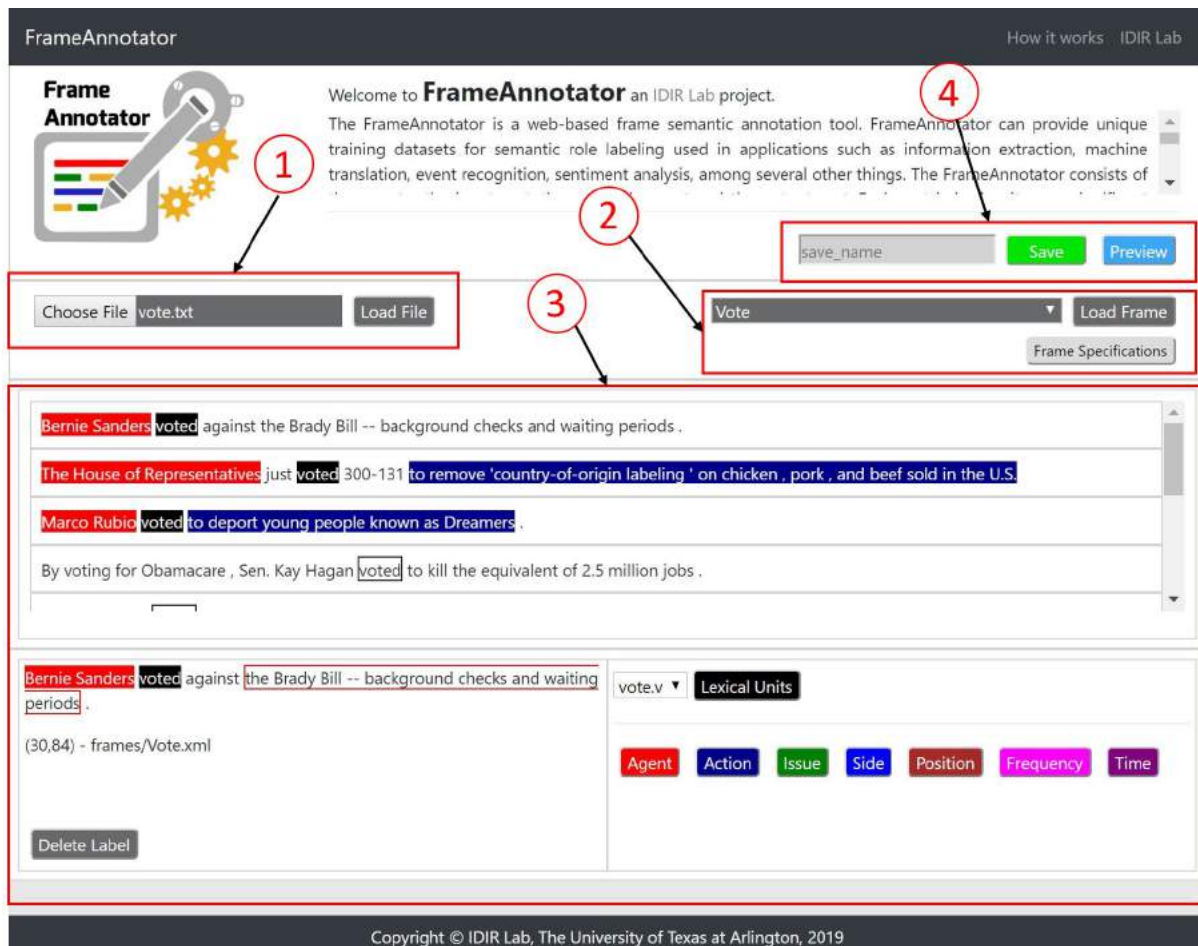 FrameAnnotator How it works IDIR Lab
Frame
Annotator
Welcome to FrameAnnotator an IDIR Lab project.
The FrameAnnotator is a web-based frame semantic annotation tool. FrameAnnotator can provide unique
training datasets for semantic role labeling used in applications such as information extraction, machine
translation, event recognition, sentiment analysis, among several other things. The FrameAnnotator consists of
1
2
3
4
save_name Save Preview
Choose File vote.txt Load File
Vote Load Frame
Frame Specifications
Bernie Sanders voted against the Brady Bill -- background checks and waiting periods .
The House of Representatives just voted 300-131 to remove 'country-of-origin labeling ' on chicken , pork , and beef sold in the U.S.
Marco Rubio voted to deport young people known as Dreamers .
By voting for Obamacare , Sen. Kay Hagan voted to kill the equivalent of 2.5 million jobs .
Bernie Sanders voted against the Brady Bill -- background checks and waiting
periods .
(30,84) - frames/Vote.xml
Delete Label
vote.v Lexical Units
Agent Action Issue Side Position Frequency Time
Copyright © IDIR Lab, The University of Texas at Arlington, 2019